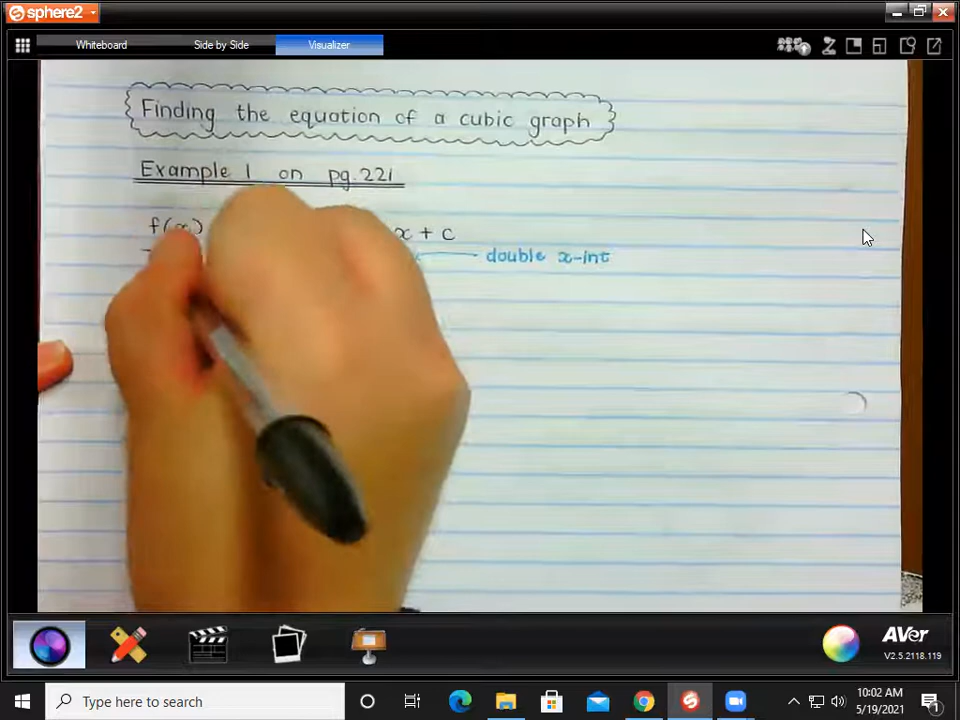 sphere2
Whiteboard
Side by Side
Visualizer
Finding the equation of a cubic graph
Example 1 on pg.221
f(x) x + c
double x-int
AVer
V2.5.2118.119
Type here to search
10:02 AM
5/19/2021
1